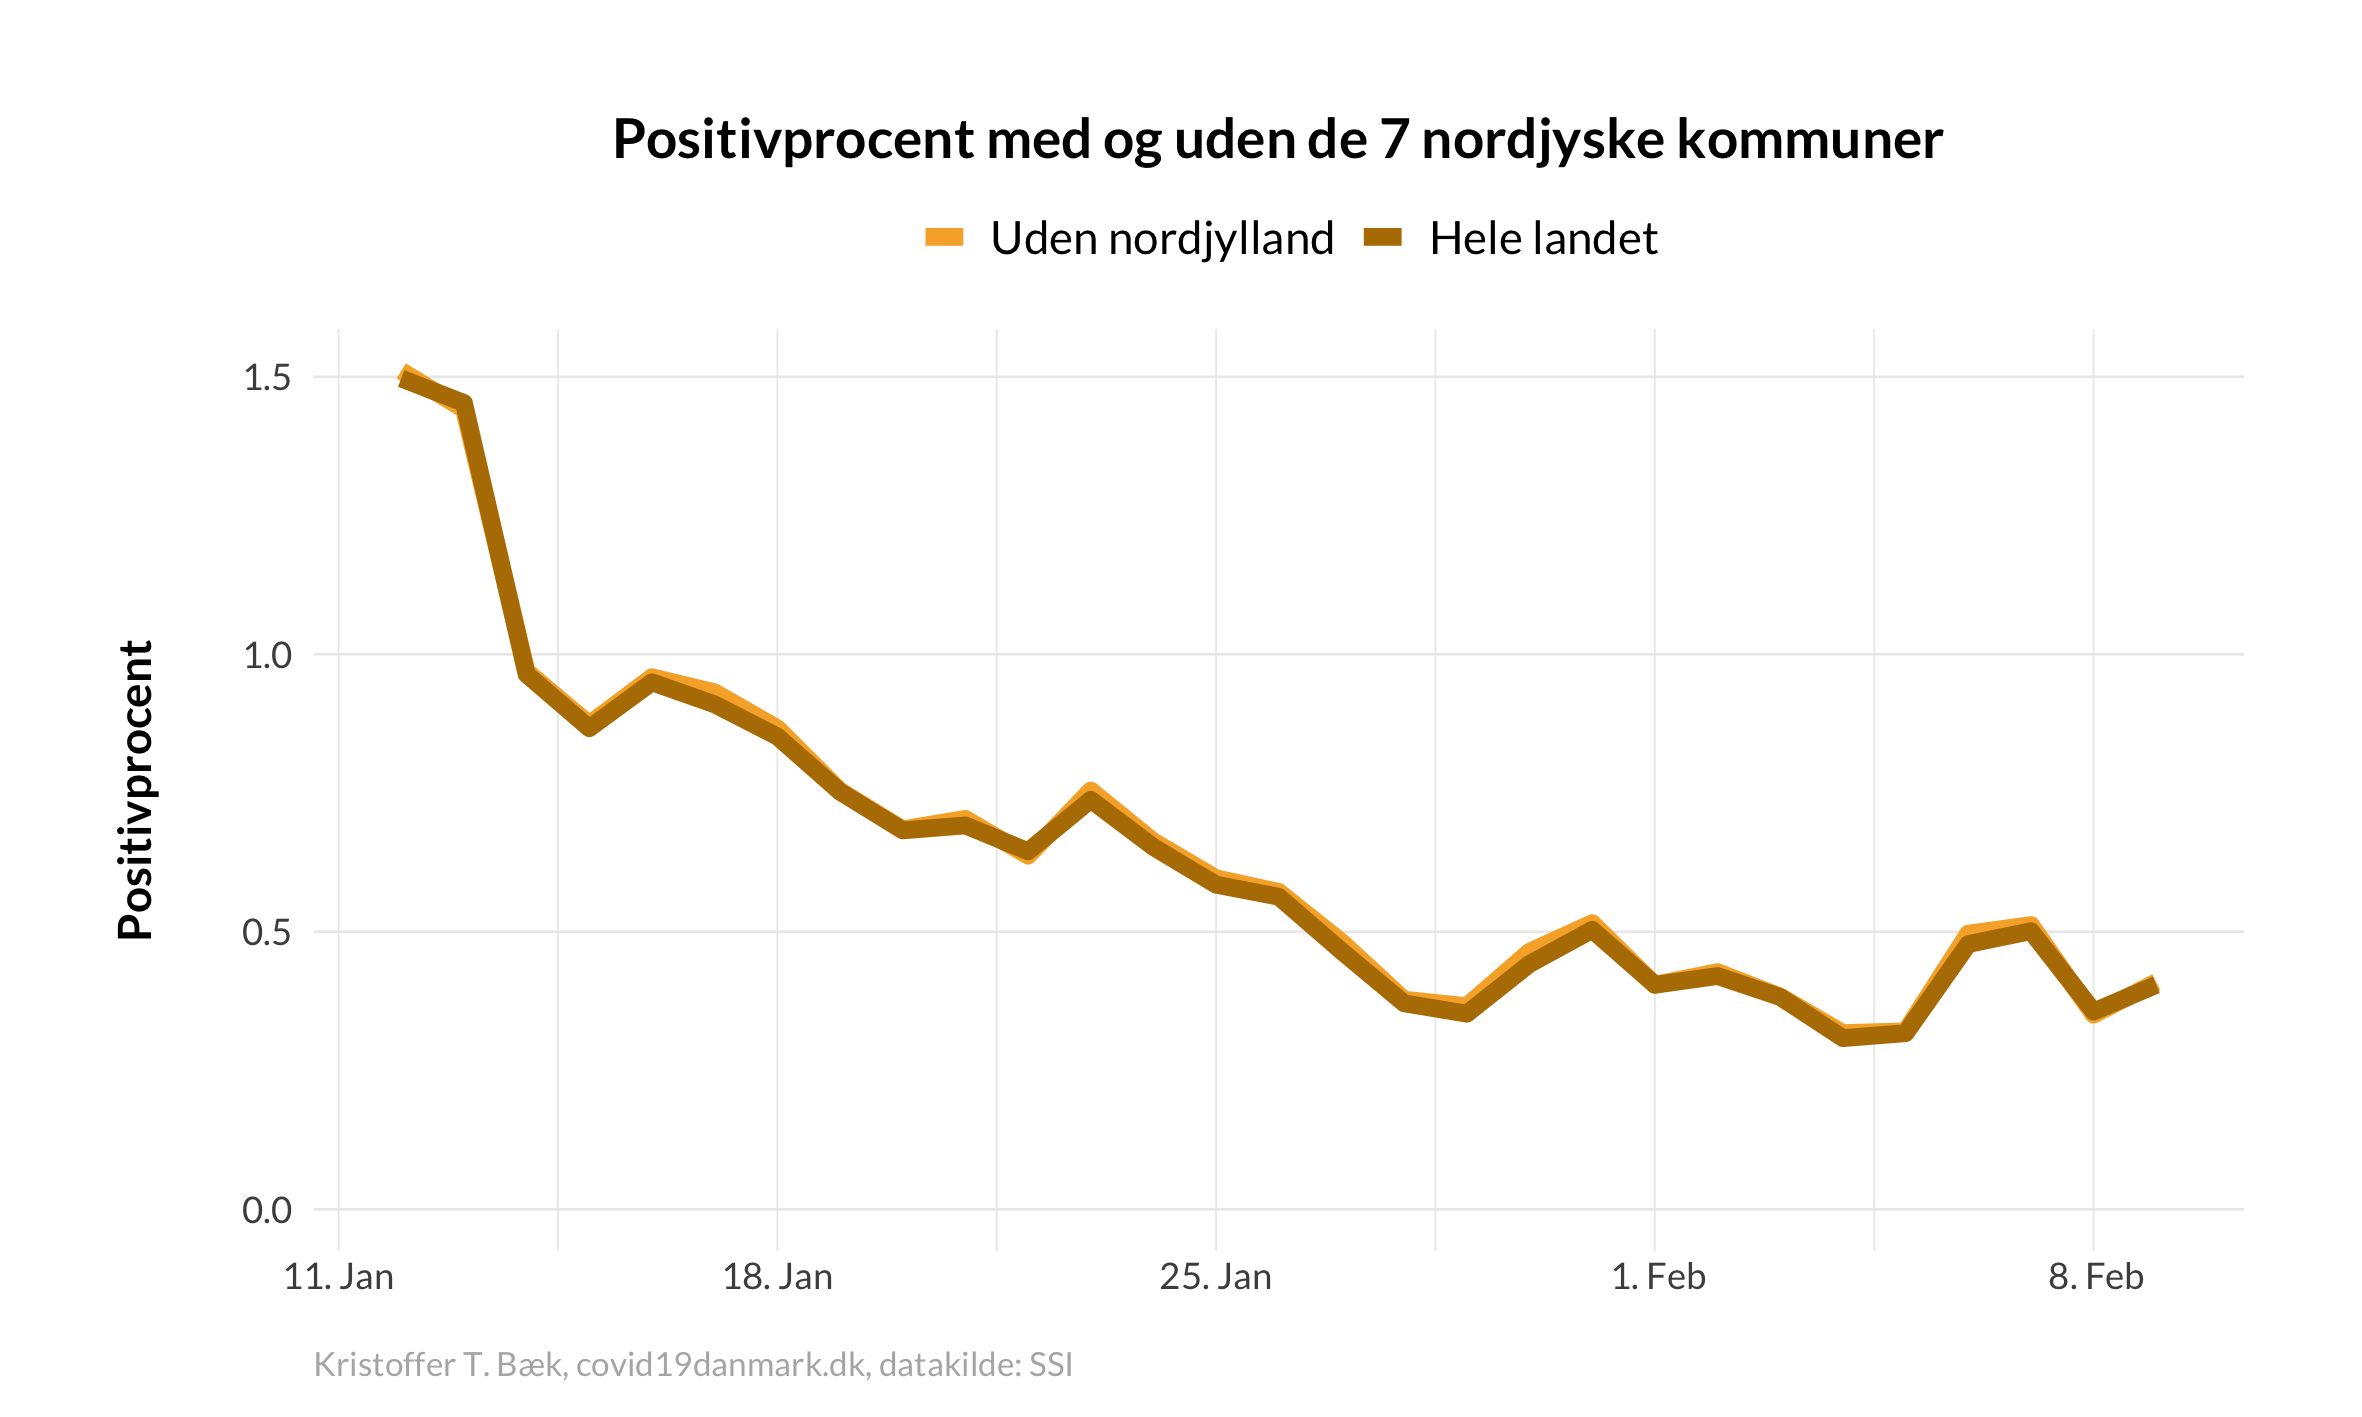 Positivprocent med og uden de 7 nordjyske kommuner
Uden nordjylland
Hele landet
Positivprocent
1.5
1.0
0.5
0.0
11. Jan
18. Jan
25. Jan
1. Feb
8. Feb
Kristoffer T. Bæk, covid19danmark.dk, datakilde: SSI